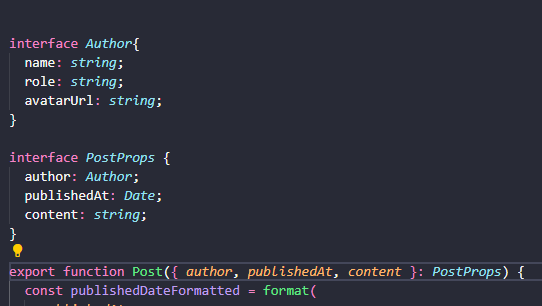 interface Author{
name: string;
role: string;
avatarUrl: string;
}
interface PostProps {
author: Author;
publishedAt: Date;
content: string;
}
export function Post({ author, publishedAt, content }: PostProps) {
const publishedDateFormatted = format(